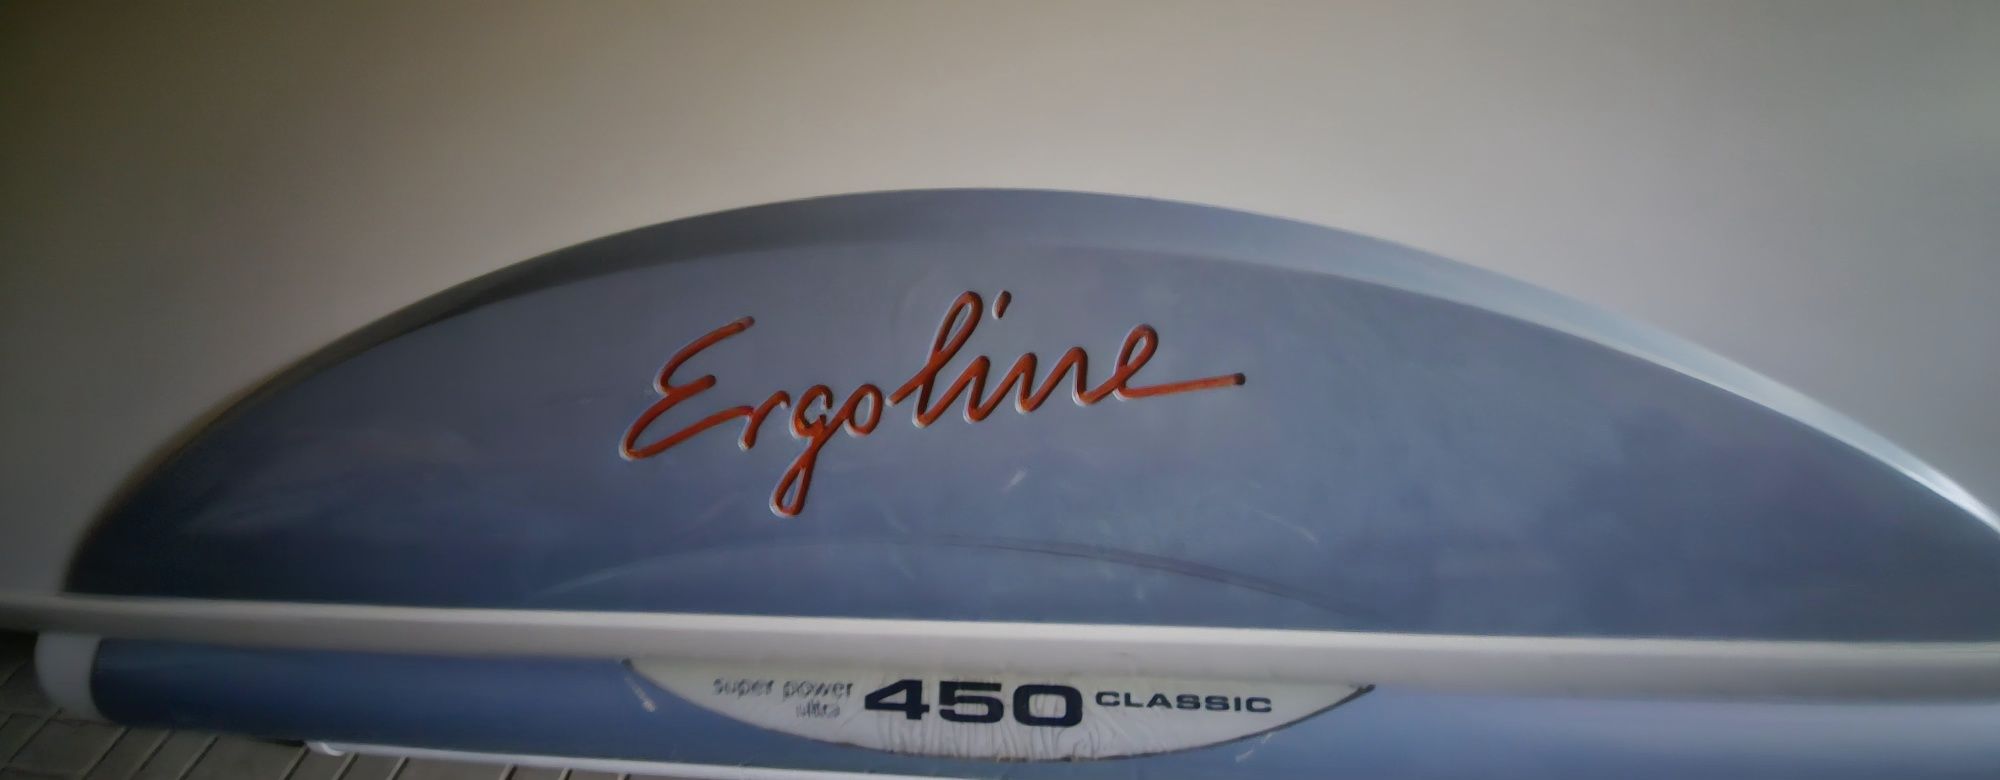 Ergoline
super power 450 CLASSIC
ultra